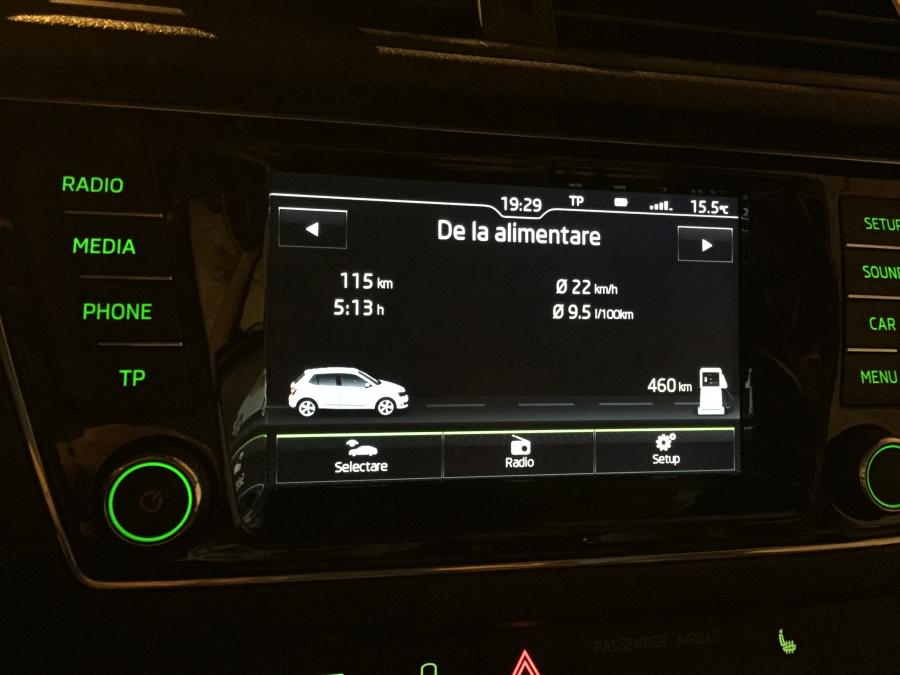 RADIO
MEDIA
PHONE
TP
19:29 TP 15.5°C
De la alimentare
115 km
5:13 h
Ø 22 km/h
Ø 9.5 l/100km
460 km
Selectare
Radio
Setup
SETUP
SOUND
CAR
MENU
PASSENGER AIRBAG